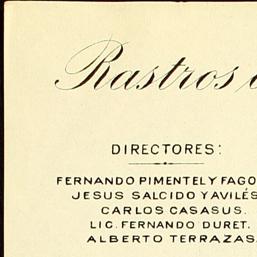 Rastros
DIRECTORES:
FERNANDO PIMENTEL Y FAGO
JESUS SALCIDO Y AVILÉS
CARLOS CASASUS.
LIC. FERNANDO DURET.
ALBERTO TERRAZAS.